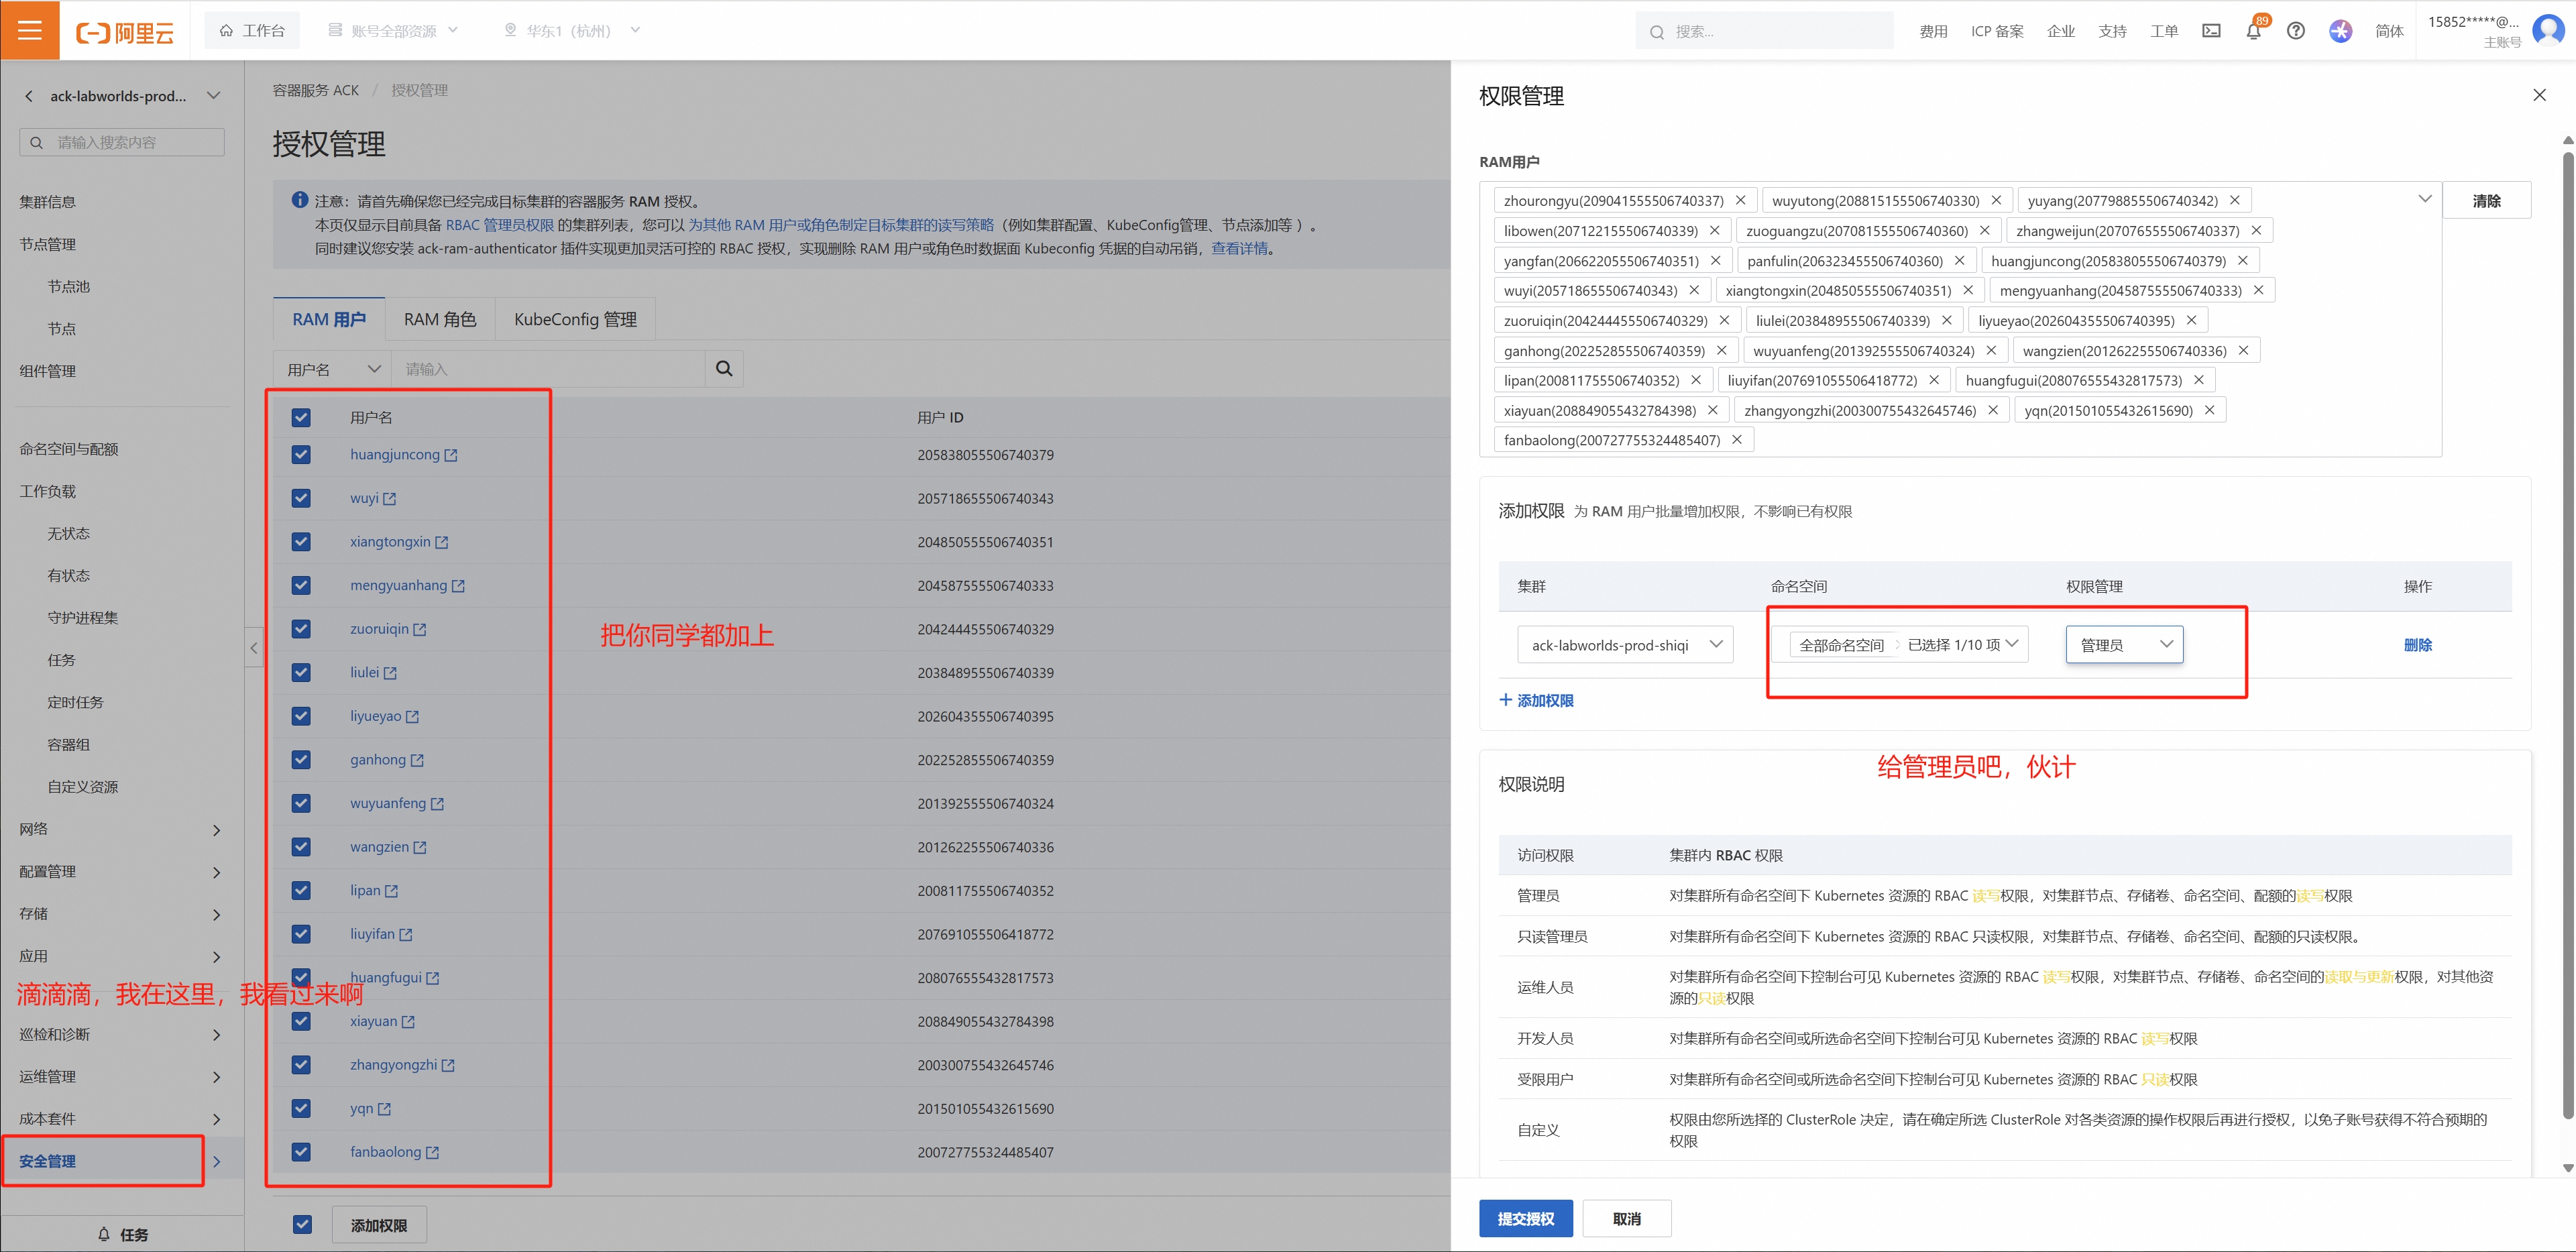 阿里云
工作台
账号全部资源
华东1（杭州）
搜索...
费用
ICP 备案
企业
支持
工单
89
简体
15852*****@...
主账号
ack-labworlds-prod...
请输入搜索内容
集群信息
节点管理
节点池
节点
组件管理
命名空间与配额
工作负载
无状态
有状态
守护进程集
任务
定时任务
容器组
自定义资源
网络
配置管理
存储
应用
滴滴滴，我在这里，我看过来啊
巡检和诊断
运维管理
成本套件
安全管理
任务
容器服务 ACK / 授权管理
授权管理
注意：请首先确保您已经完成目标集群的容器服务 RAM 授权。
本页仅显示目前具备 RBAC 管理员权限 的集群列表，您可以 为其他 RAM 用户或角色制定目标集群的读写策略（例如集群配置、KubeConfig管理、节点添加等 ）。
同时建议您安装 ack-ram-authenticator 插件实现更加灵活可控的 RBAC 授权，实现删除 RAM 用户或角色时数据面 Kubeconfig 凭据的自动吊销，查看详情。
RAM 用户
RAM 角色
KubeConfig 管理
用户名
请输入
用户名 用户 ID
huangjuncong 205838055506740379
wuyi 205718655506740343
xiangtongxin 204850555506740351
mengyuanhang 204587555506740333
zuoruiqin 204244455506740329
把你同学都加上
liulei 203848955506740339
liyueyao 202604355506740395
ganhong 202252855506740359
wuyuanfeng 201392555506740324
wangzien 201262255506740336
lipan 200811755506740352
liuyifan 207691055506418772
huangfugui 208076555432817573
xiayuan 208849055432784398
zhangyongzhi 200300755432645746
yqn 201501055432615690
fanbaolong 200727755324485407
添加权限
权限管理
RAM用户
zhourongyu(209041555506740337) wuyutong(208815155506740330) yuyang(207798855506740342)
清除
libowen(207122155506740339) zuoguangzu(207081555506740360) zhangweijun(207076555506740337)
yangfan(206622055506740351) panfulin(206323455506740360) huangjuncong(205838055506740379)
wuyi(205718655506740343) xiangtongxin(204850555506740351) mengyuanhang(204587555506740333)
zuoruiqin(204244455506740329) liulei(203848955506740339) liyueyao(202604355506740395)
ganhong(202252855506740359) wuyuanfeng(201392555506740324) wangzien(201262255506740336)
lipan(200811755506740352) liuyifan(207691055506418772) huangfugui(208076555432817573)
xiayuan(208849055432784398) zhangyongzhi(200300755432645746) yqn(201501055432615690)
fanbaolong(200727755324485407)
添加权限 为 RAM 用户批量增加权限，不影响已有权限
集群 命名空间 权限管理 操作
ack-labworlds-prod-shiqi 全部命名空间 已选择 1/10 项 管理员 删除
+ 添加权限
给管理员吧，伙计
权限说明
访问权限 集群内 RBAC 权限
管理员 对集群所有命名空间下 Kubernetes 资源的 RBAC 读写权限，对集群节点、存储卷、命名空间、配额的读写权限
只读管理员 对集群所有命名空间下 Kubernetes 资源的 RBAC 只读权限，对集群节点、存储卷、命名空间、配额的只读权限。
运维人员 对集群所有命名空间下控制台可见 Kubernetes 资源的 RBAC 读写权限，对集群节点、存储卷、命名空间的读取与更新权限，对其他资
源的只读权限
开发人员 对集群所有命名空间或所选命名空间下控制台可见 Kubernetes 资源的 RBAC 读写权限
受限用户 对集群所有命名空间或所选命名空间下控制台可见 Kubernetes 资源的 RBAC 只读权限
自定义 权限由您所选择的 ClusterRole 决定，请在确定所选 ClusterRole 对各类资源的操作权限后再进行授权，以免子账号获得不符合预期的
权限
提交授权
取消